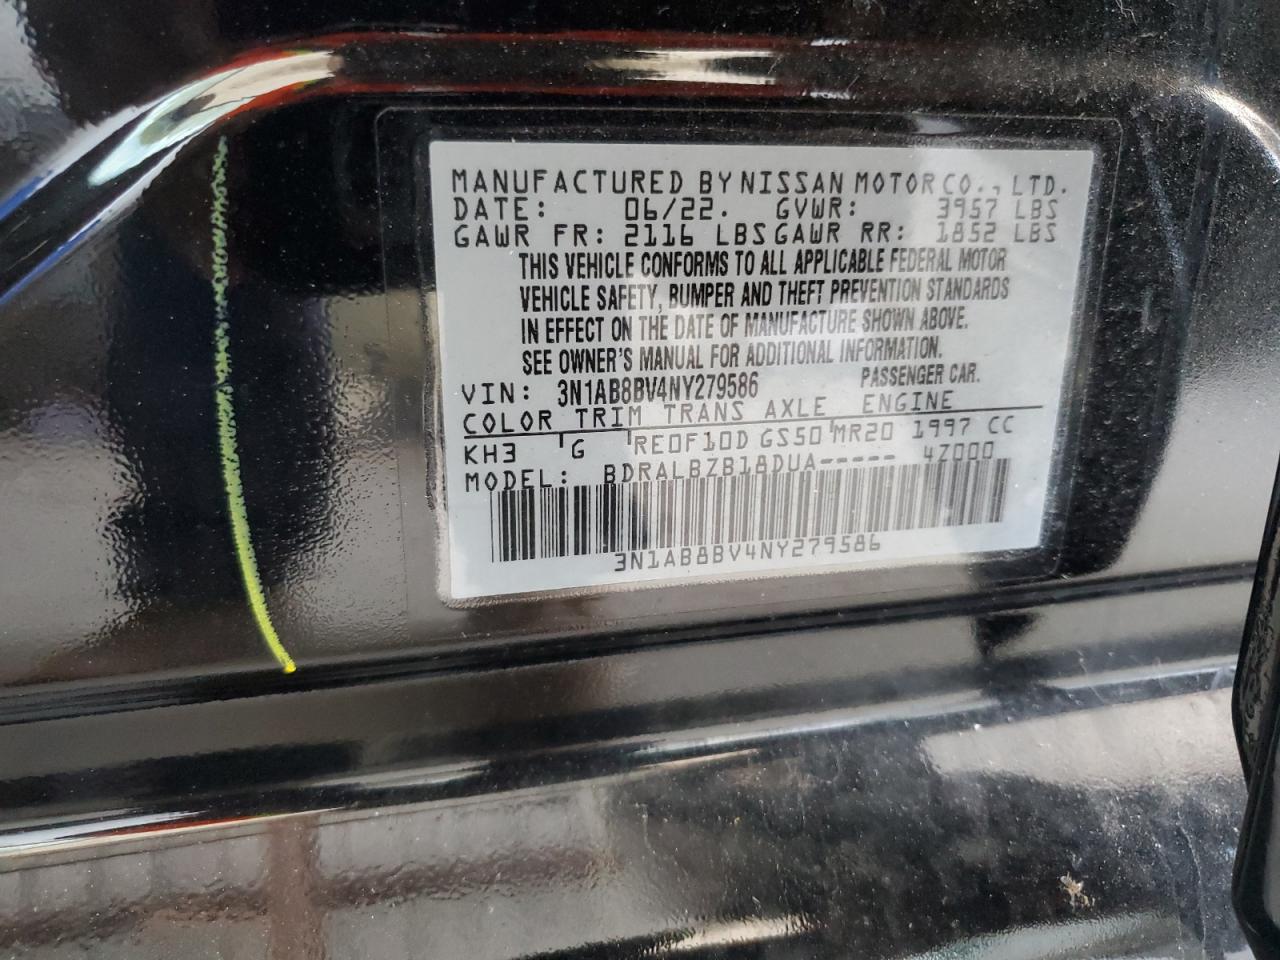 MANUFACTURED BY NISSAN MOTOR CO., LTD.
DATE: 06/22. GVWR: 3957 LBS
GAWR FR: 2116 LBS GAWR RR: 1852 LBS
THIS VEHICLE CONFORMS TO ALL APPLICABLE FEDERAL MOTOR
VEHICLE SAFETY, BUMPER AND THEFT PREVENTION STANDARDS
IN EFFECT ON THE DATE OF MANUFACTURE SHOWN ABOVE.
SEE OWNER'S MANUAL FOR ADDITIONAL INFORMATION.
VIN: 3N1AB8BV4NY279586 PASSENGER CAR.
COLOR TRIM TRANS AXLE ENGINE
KH3 G RE0F10D GS50 MR20 1997 CC
MODEL: BDRALBZB18DUA----- 4Z000
3N1AB8BV4NY279586